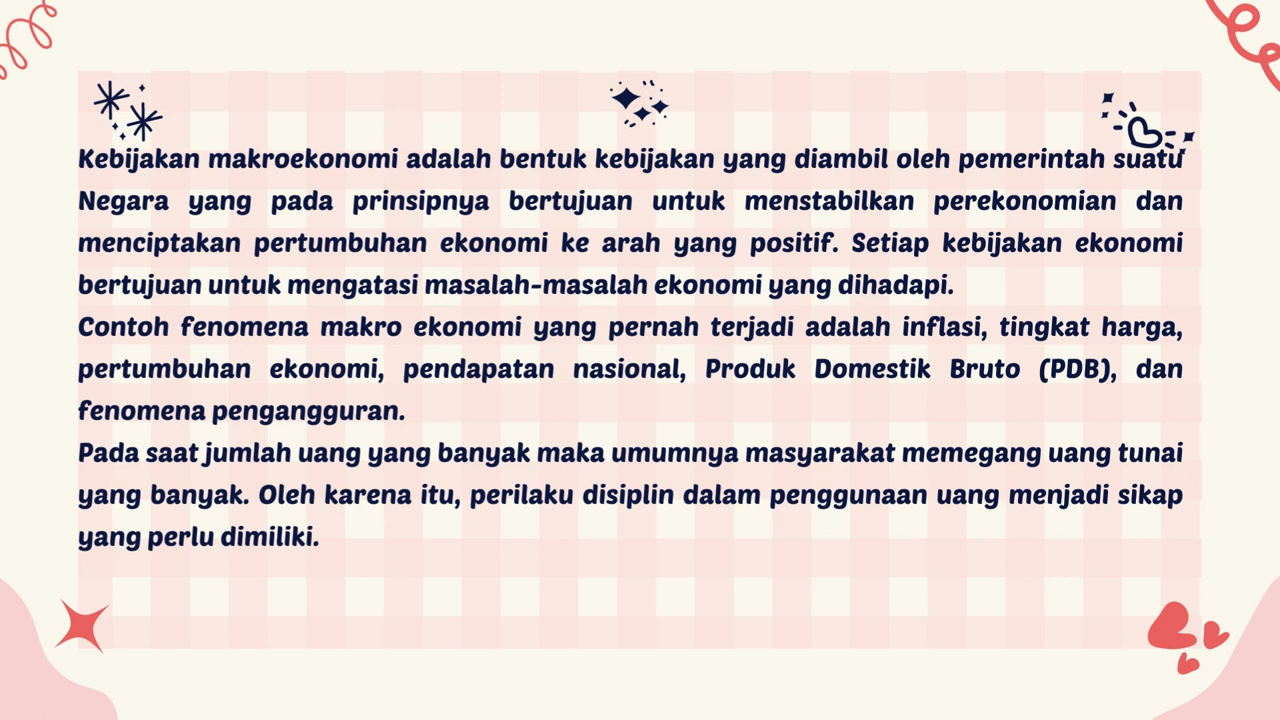 Kebijakan makroekonomi adalah bentuk kebijakan yang diambil oleh pemerintah suatu
Negara yang pada prinsipnya bertujuan untuk menstabilkan perekonomian dan
menciptakan pertumbuhan ekonomi ke arah yang positif. Setiap kebijakan ekonomi
bertujuan untuk mengatasi masalah-masalah ekonomi yang dihadapi.
Contoh fenomena makro ekonomi yang pernah terjadi adalah inflasi, tingkat harga,
pertumbuhan ekonomi, pendapatan nasional, Produk Domestik Bruto (PDB), dan
fenomena pengangguran.
Pada saat jumlah uang yang banyak maka umumnya masyarakat memegang uang tunai
yang banyak. Oleh karena itu, perilaku disiplin dalam penggunaan uang menjadi sikap
yang perlu dimiliki.